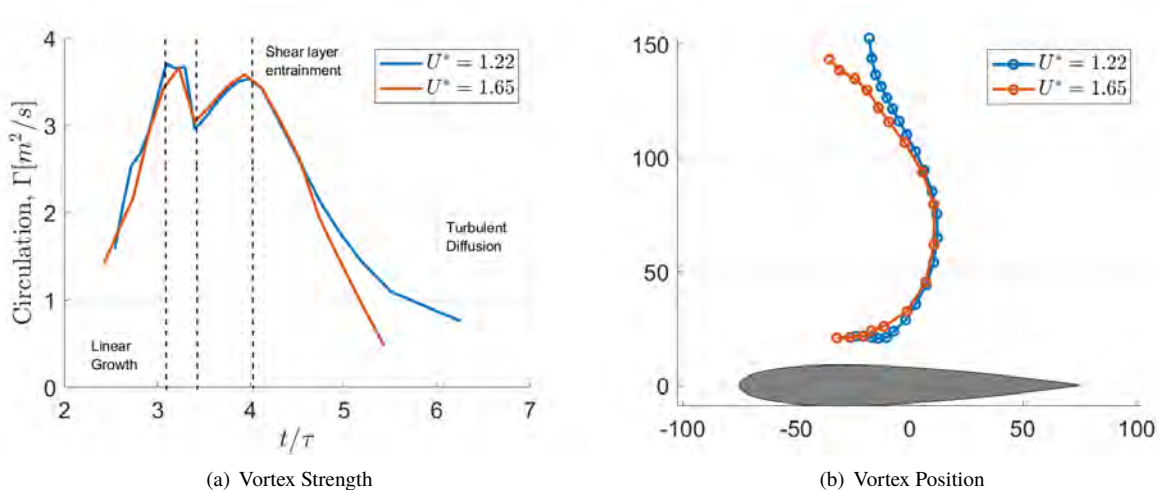 Circulation, Γ[m²/s]
4
3
2
1
0
Shear layer
entrainment
U* = 1.22
U* = 1.65
Turbulent
Diffusion
Linear
Growth
2 3 4 5 6 7
t/τ
(a) Vortex Strength
150
100
50
0
U* = 1.22
U* = 1.65
-100 -50 0 50 100
(b) Vortex Position